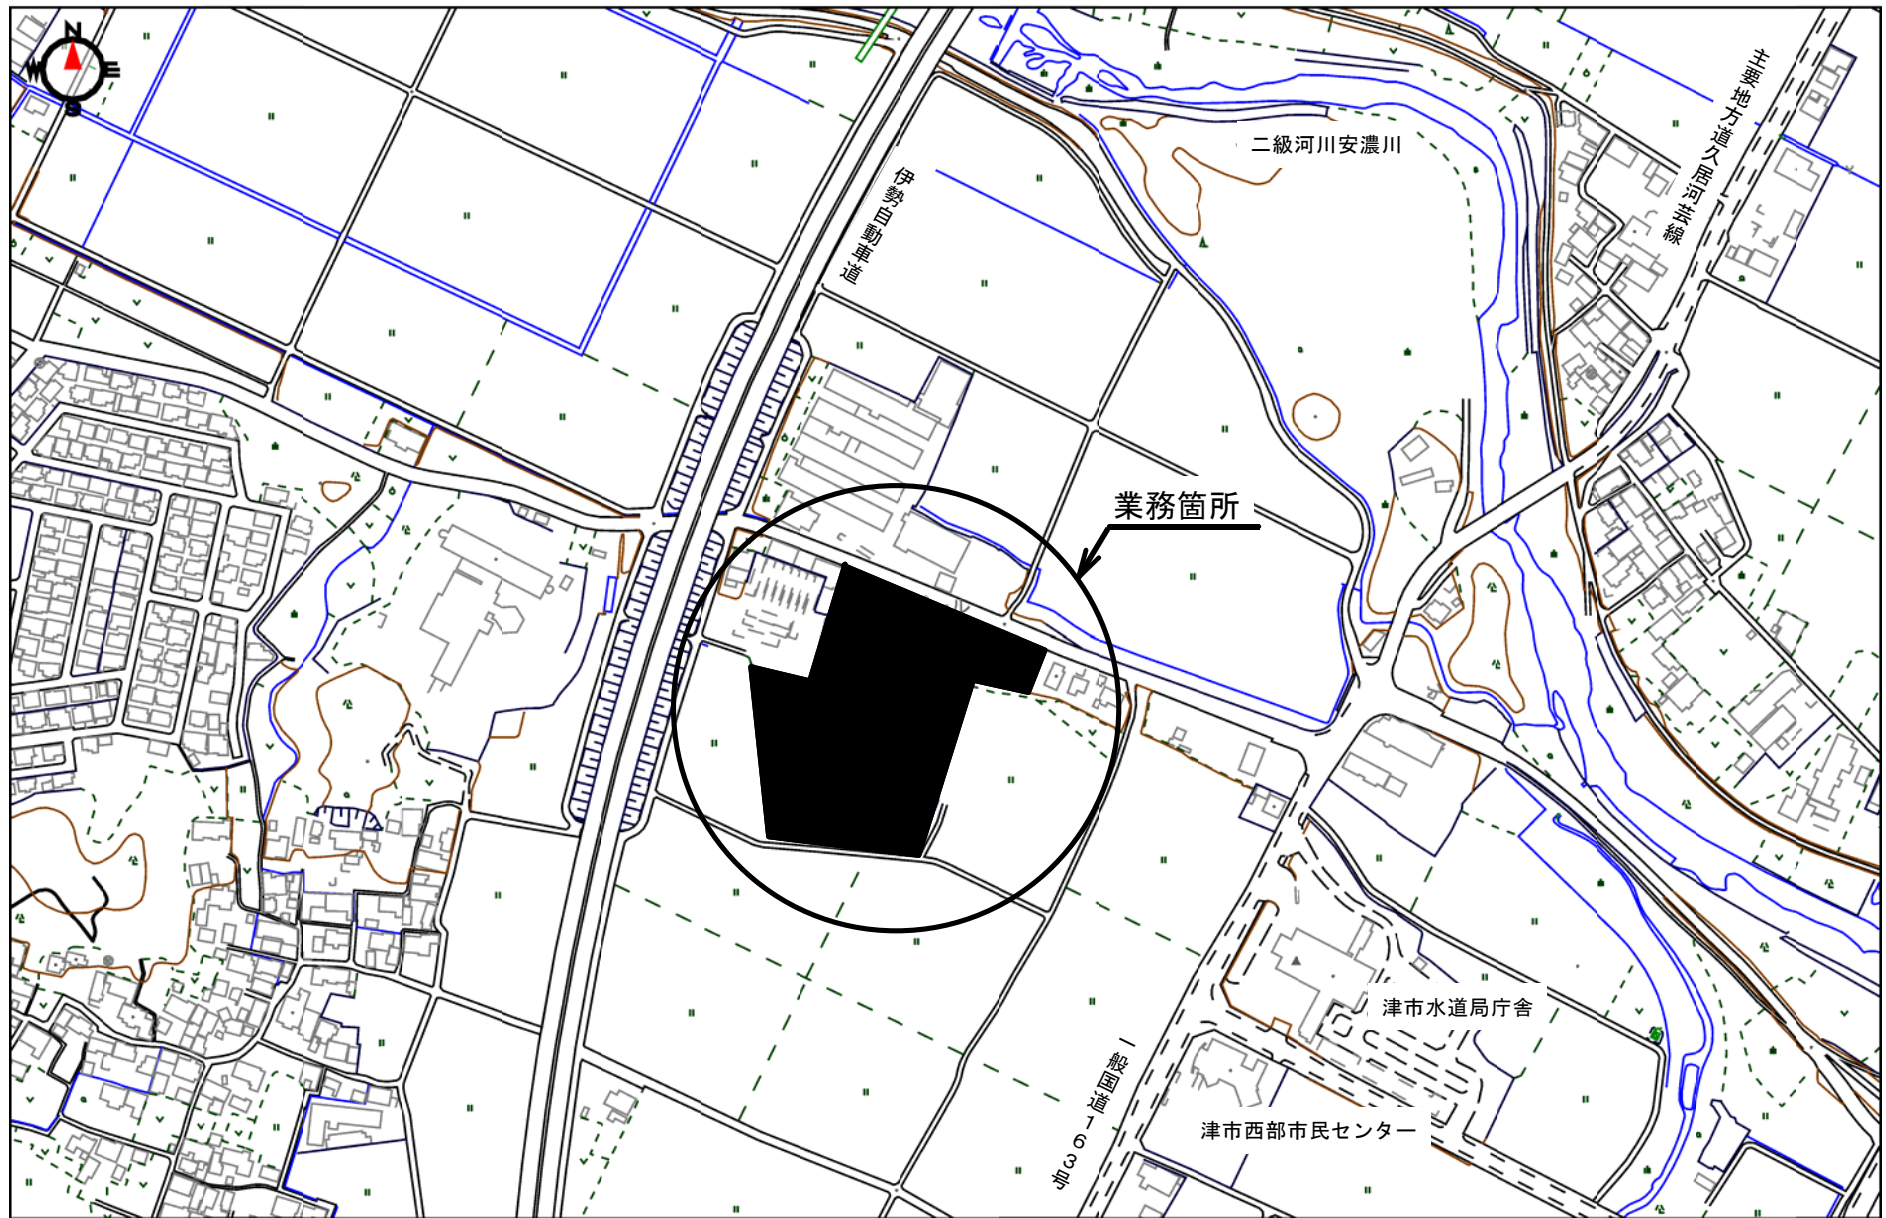 N
W
E
S
主要地方道久居河芸線
二級河川安濃川
伊勢自動車道
業務箇所
津市水道局庁舎
一般国道163号
津市西部市民センター